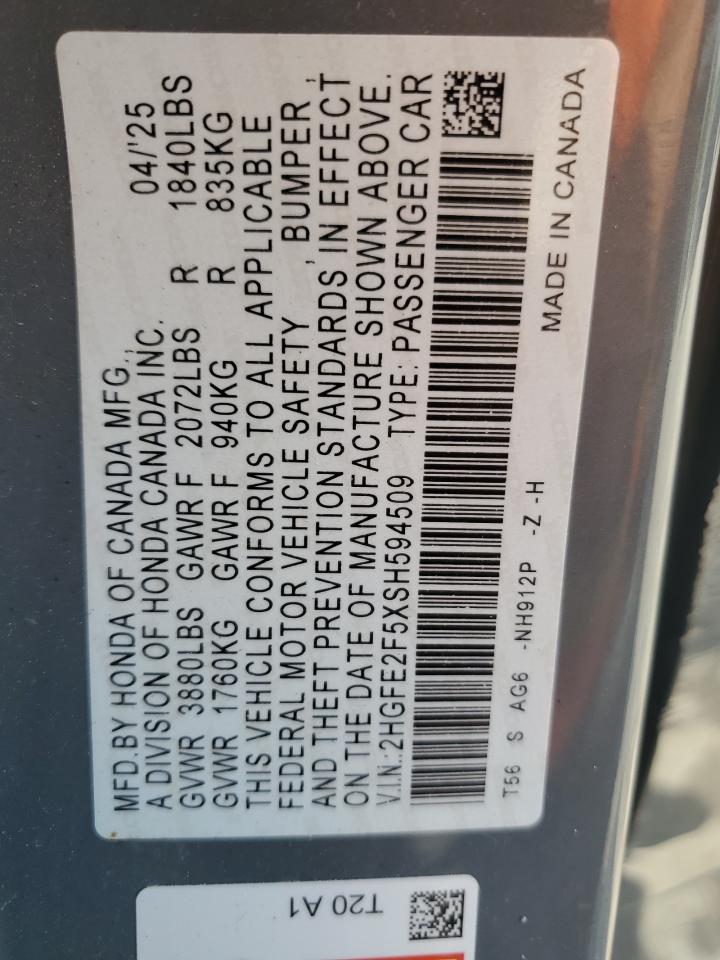 MFD.BY HONDA OF CANADA MFG., 04/'25
A DIVISION OF HONDA CANADA INC.
GVWR 3880LBS GAWR F 2072LBS R 1840LBS
GVWR 1760KG GAWR F 940KG R 835KG
THIS VEHICLE CONFORMS TO ALL APPLICABLE
FEDERAL MOTOR VEHICLE SAFETY , BUMPER ,
AND THEFT PREVENTION STANDARDS IN EFFECT
ON THE DATE OF MANUFACTURE SHOWN ABOVE.
V.I.N.:2HGFE2F5XSH594509 TYPE: PASSENGER CAR
T56 S AG6 -NH912P -Z -H
MADE IN CANADA
T20 A1